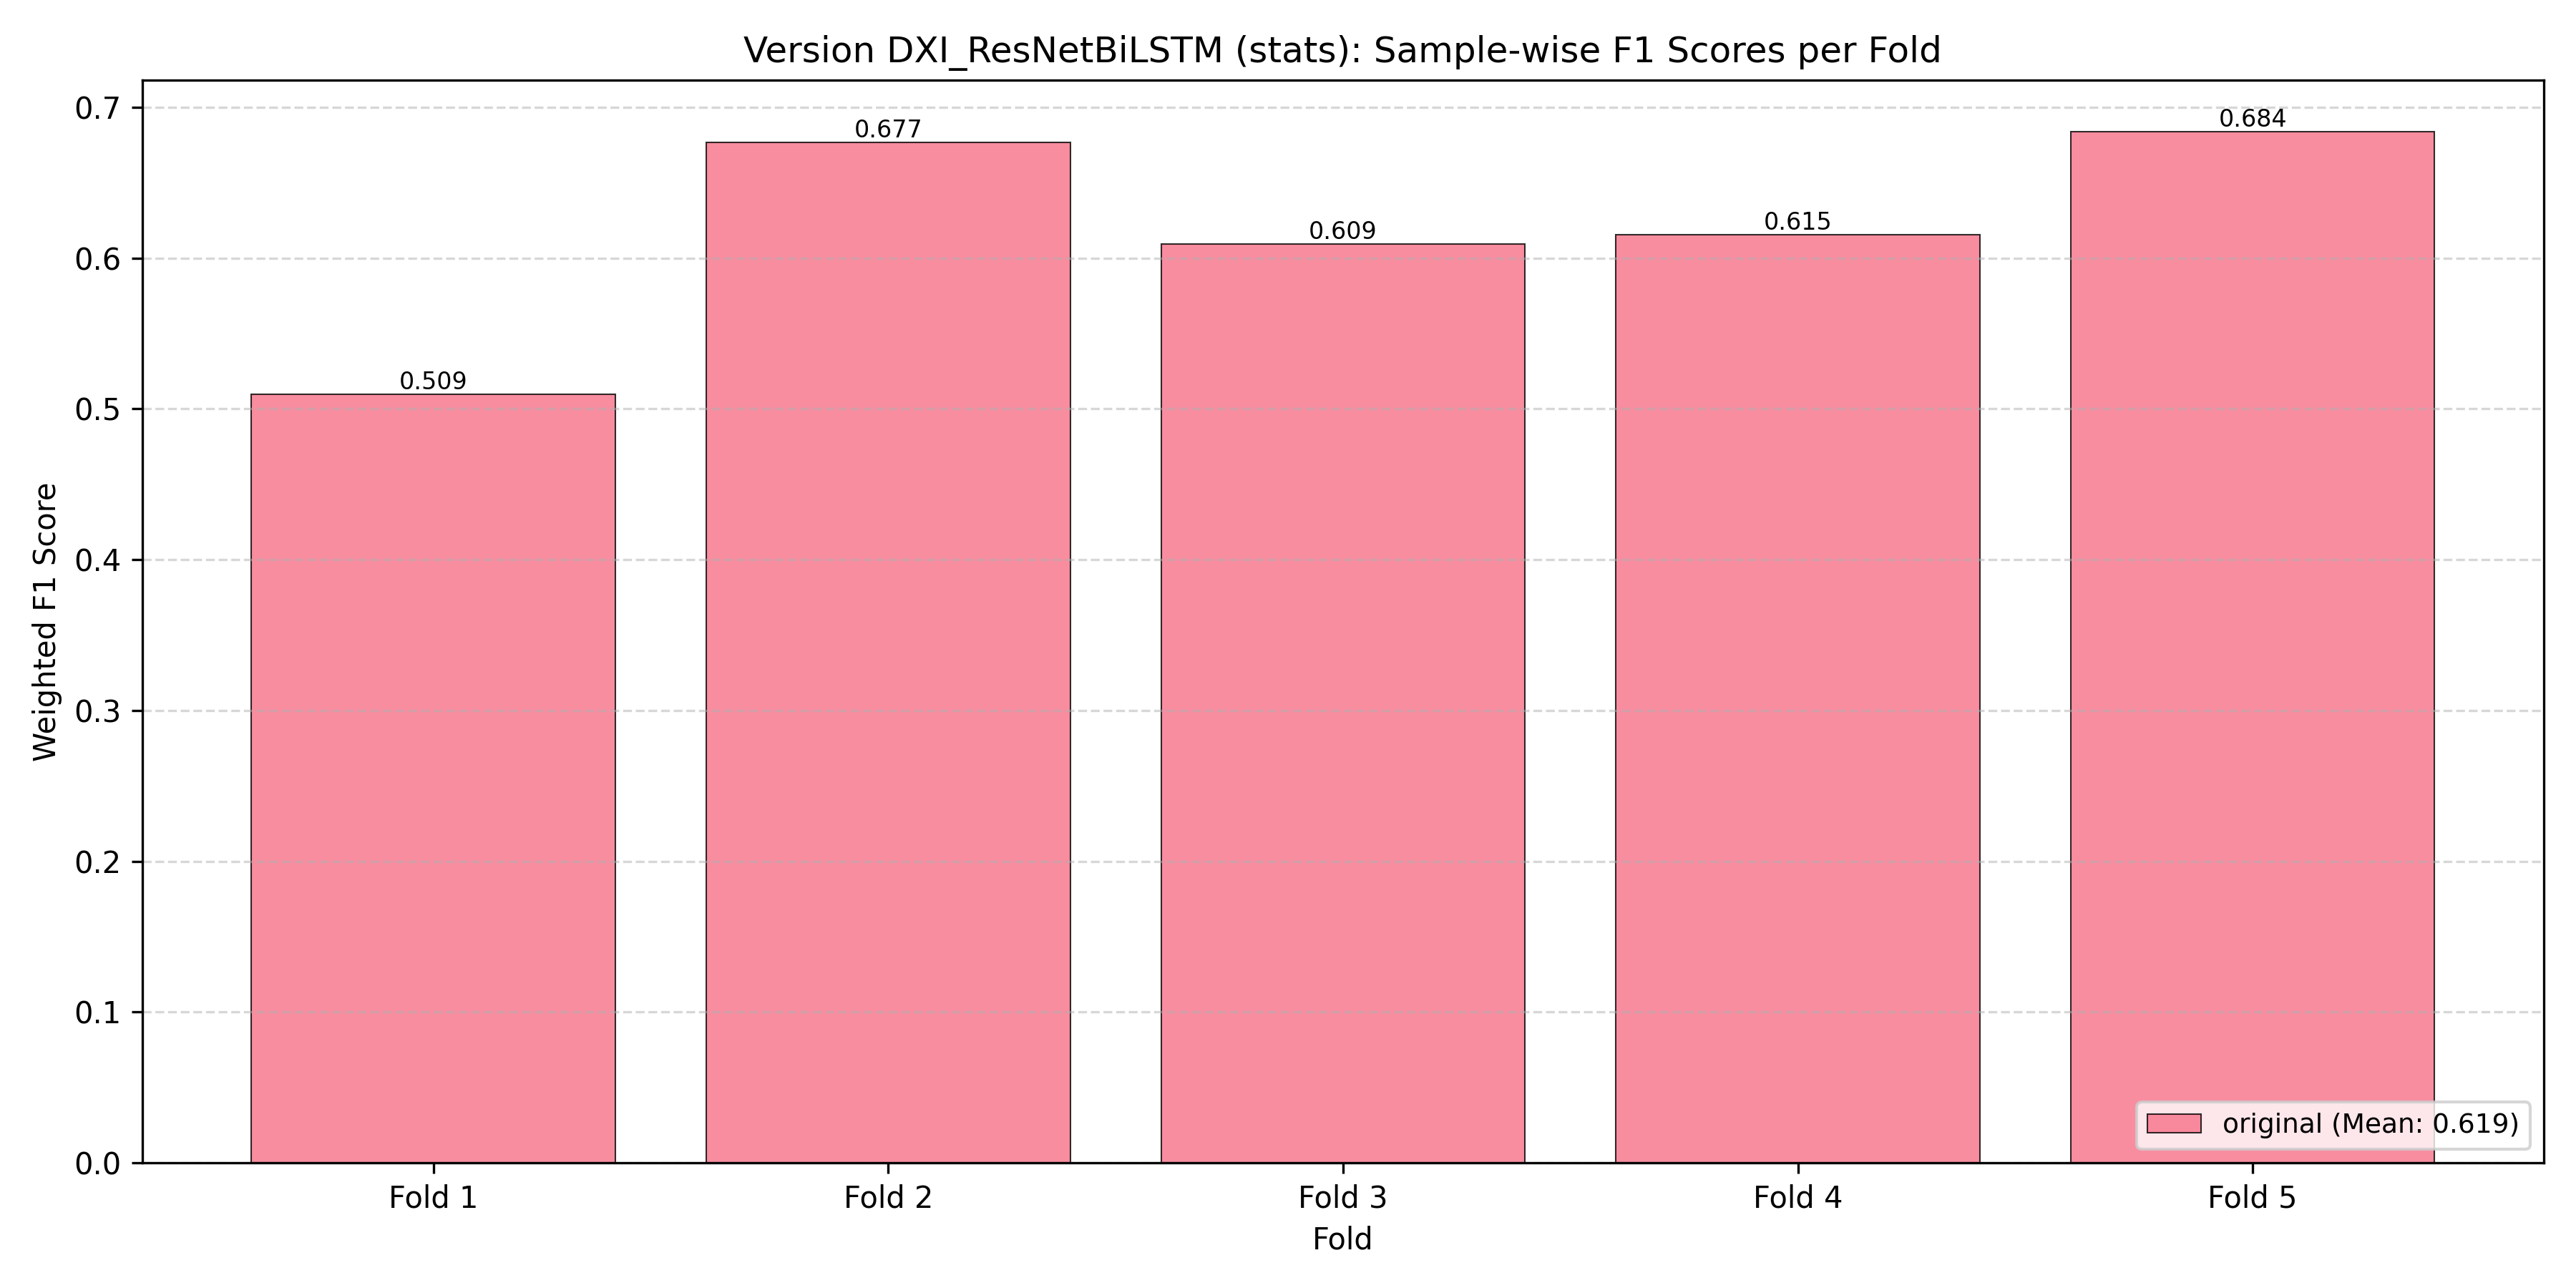 Version DXI_ResNetBiLSTM (stats): Sample-wise F1 Scores per Fold
Weighted F1 Score
0.7
0.6
0.5
0.4
0.3
0.2
0.1
0.0
0.509
0.677
0.609
0.615
0.684
original (Mean: 0.619)
Fold 1
Fold 2
Fold 3
Fold 4
Fold 5
Fold